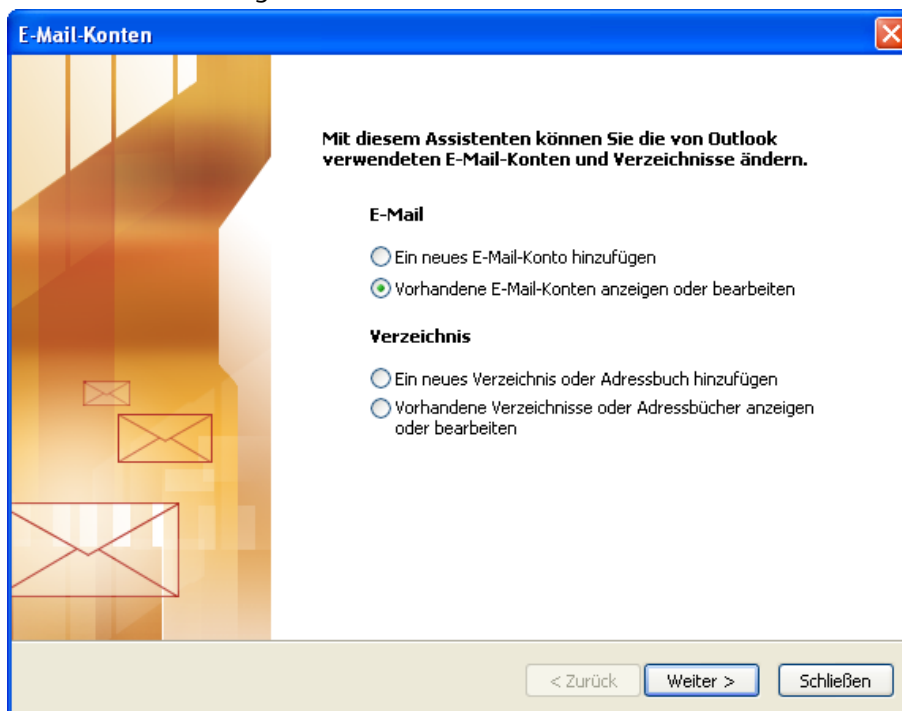 E-Mail-Konten
Mit diesem Assistenten können Sie die von Outlook
verwendeten E-Mail-Konten und Verzeichnisse ändern.
E-Mail
Ein neues E-Mail-Konto hinzufügen
Vorhandene E-Mail-Konten anzeigen oder bearbeiten
Verzeichnis
Ein neues Verzeichnis oder Adressbuch hinzufügen
Vorhandene Verzeichnisse oder Adressbücher anzeigen
oder bearbeiten
< Zurück Weiter > Schließen